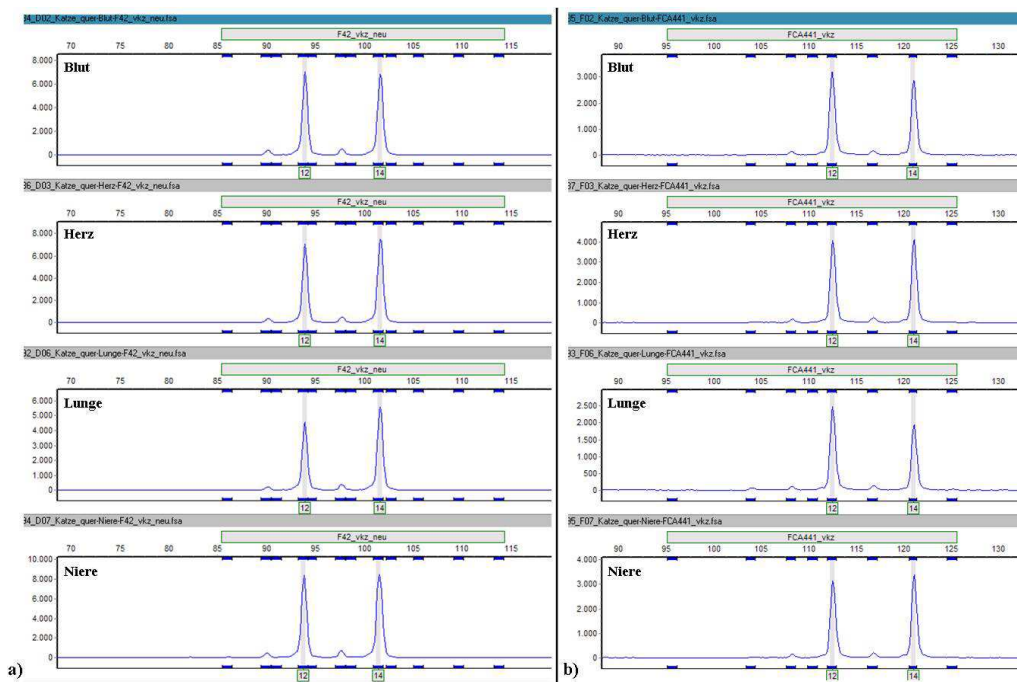 34_D02_Katze_quer-Blut-F42_vkz_neu.fsa
F42_vkz_neu
70 75 80 85 90 95 100 105 110 115
Blut
8.000
6.000
4.000
2.000
0
12 14
36_D03_Katze_quer-Herz-F42_vkz_neu.fsa
F42_vkz_neu
70 75 80 85 90 95 100 105 110 115
Herz
8.000
6.000
4.000
2.000
0
12 14
32_D06_Katze_quer-Lunge-F42_vkz_neu.fsa
F42_vkz_neu
70 75 80 85 90 95 100 105 110 115
Lunge
6.000
5.000
4.000
3.000
2.000
1.000
0
12 14
34_D07_Katze_quer-Niere-F42_vkz_neu.fsa
F42_vkz_neu
70 75 80 85 90 95 100 105 110 115
Niere
10.000
8.000
6.000
4.000
2.000
0
12 14
a)
35_F02_Katze_quer-Blut-FCA441_vkz.fsa
FCA441_vkz
90 95 100 105 110 115 120 125 130
Blut
3.000
2.000
1.000
0
12 14
37_F03_Katze_quer-Herz-FCA441_vkz.fsa
FCA441_vkz
90 95 100 105 110 115 120 125 130
Herz
4.000
3.000
2.000
1.000
0
12 14
33_F06_Katze_quer-Lunge-FCA441_vkz.fsa
FCA441_vkz
90 95 100 105 110 115 120 125 130
Lunge
2.500
2.000
1.500
1.000
500
0
12 14
35_F07_Katze_quer-Niere-FCA441_vkz.fsa
FCA441_vkz
90 95 100 105 110 115 120 125 130
Niere
4.000
3.000
2.000
1.000
0
12 14
b)